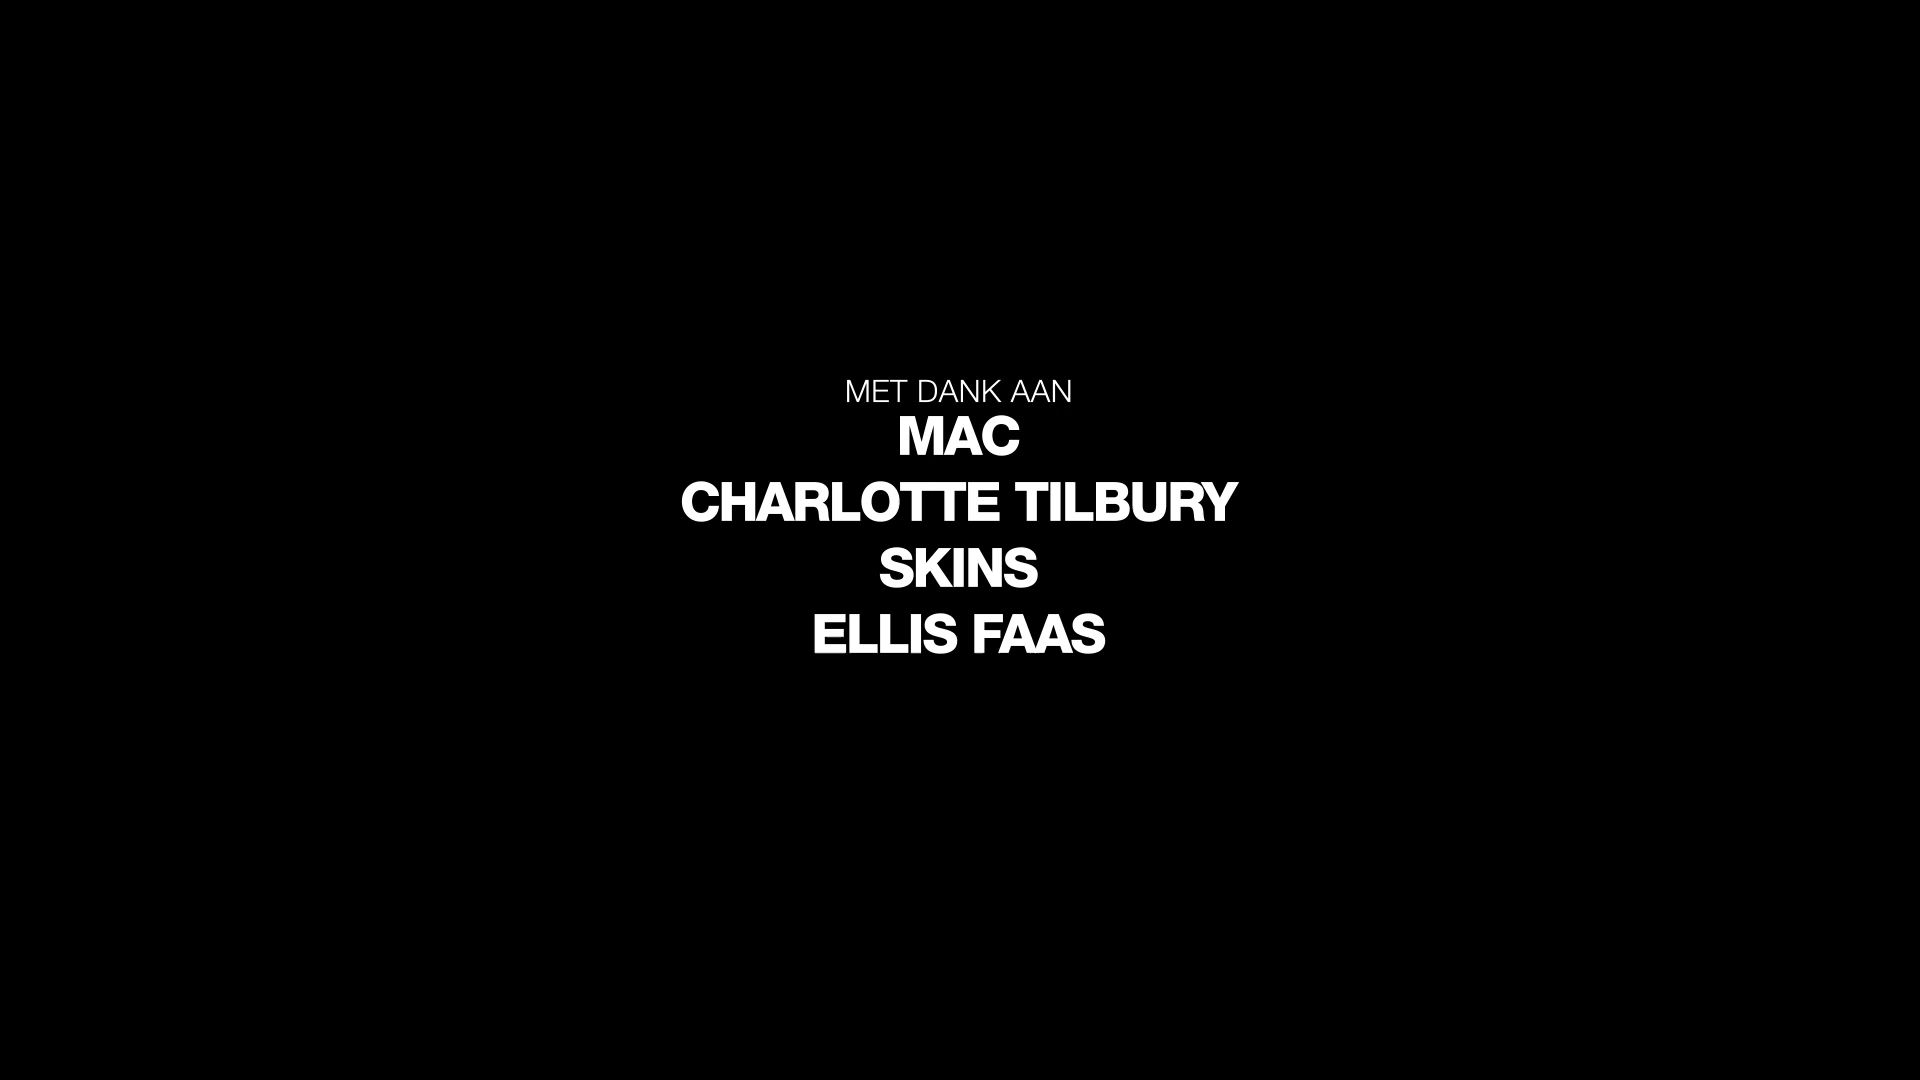 MET DANK AAN
MAC
CHARLOTTE TILBURY
SKINS
ELLIS FAAS